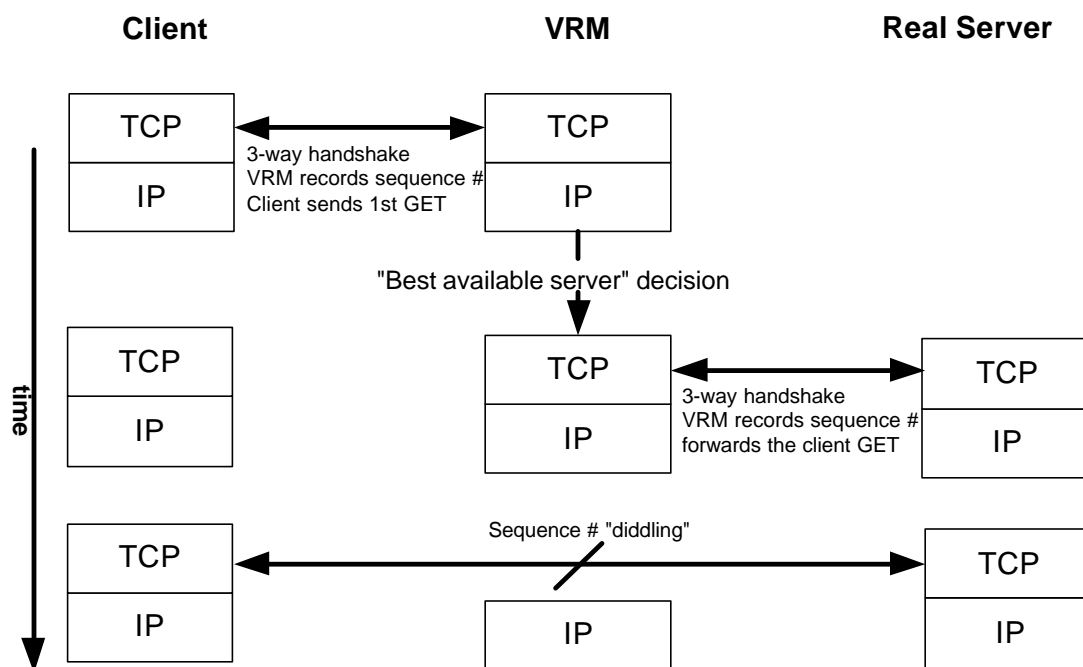 Client
VRM
Real Server
TCP
TCP
3-way handshake
VRM records sequence #
Client sends 1st GET
IP
IP
"Best available server" decision
time
TCP
TCP
TCP
3-way handshake
VRM records sequence #
forwards the client GET
IP
IP
IP
Sequence # "diddling"
TCP
TCP
IP
IP
IP